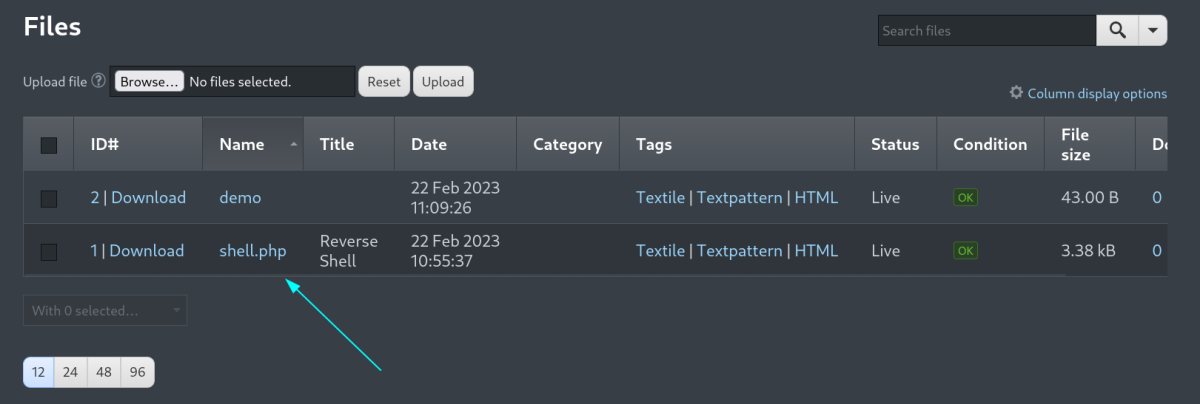 Files
Search files
Upload file ? Browse... No files selected. Reset Upload
Column display options
ID# Name Title Date Category Tags Status Condition File size Do
2 | Download demo 22 Feb 2023 11:09:26 Textile | Textpattern | HTML Live OK 43.00 B 0
1 | Download shell.php Reverse Shell 22 Feb 2023 10:55:37 Textile | Textpattern | HTML Live OK 3.38 kB 0
With 0 selected...
12 24 48 96